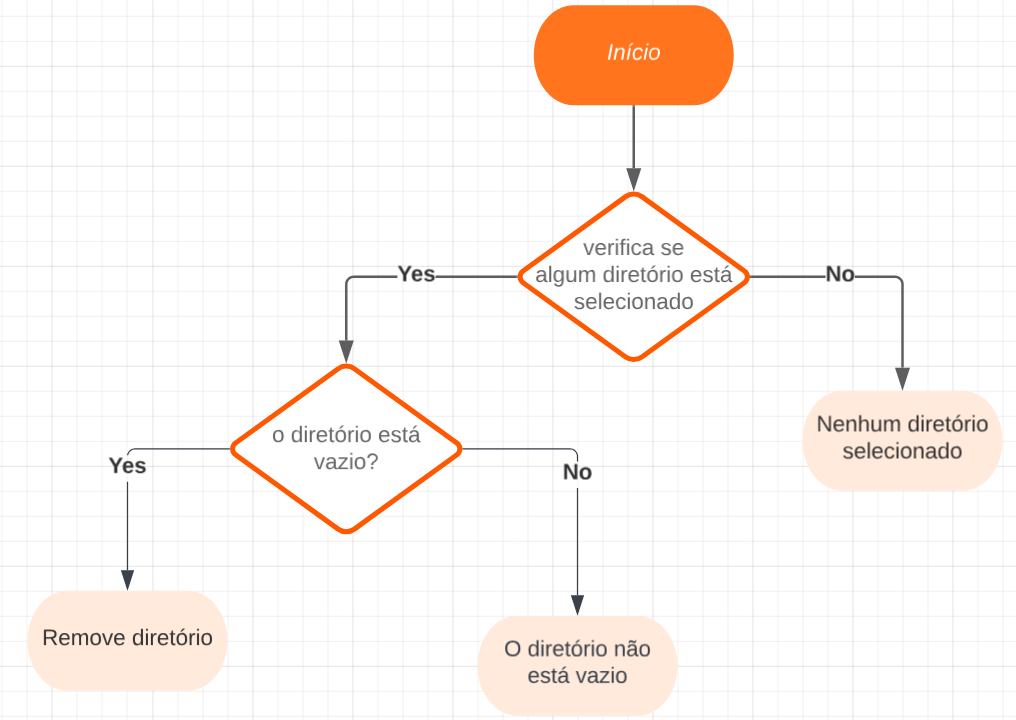 Início
verifica se
algum diretório está
selecionado
Yes
No
o diretório está
vazio?
Nenhum diretório
selecionado
Yes
No
Remove diretório
O diretório não
está vazio